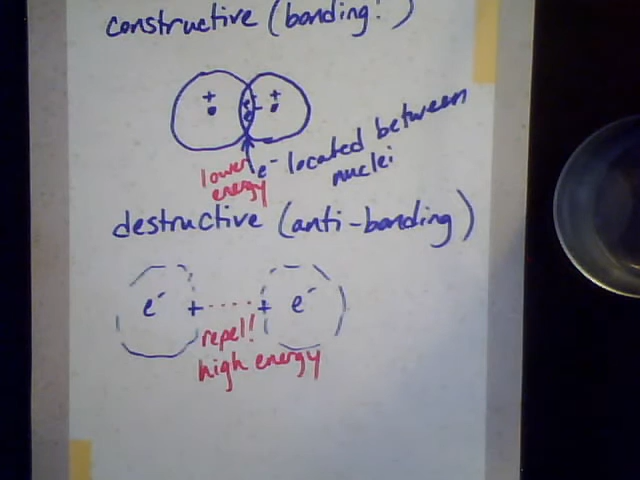 constructive (bonding!)
+ +
lower e- located between
energy nuclei
destructive (anti-bonding)
e- + ····· + e-
repel!
high energy